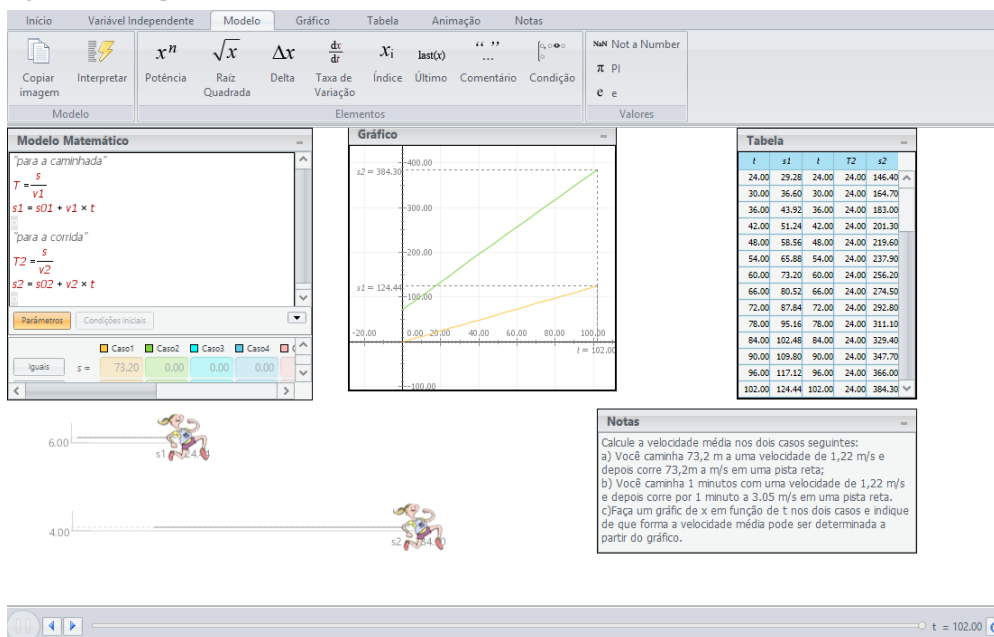 Início Variável Independente Modelo Gráfico Tabela Animação Notas
Copiar imagem
Interpretar
xⁿ Potência
√x Raíz Quadrada
Δx Delta
dx/dt Taxa de Variação
xᵢ Índice
last(x) Último
“ ” ... Comentário
Condição
NaN Not a Number
π PI
e e
Modelo Elementos Valores
Modelo Matemático
"para a caminhada"
T = s/v1
s1 = s01 + v1 × t
"para a corrida"
T2 = s/v2
s2 = s02 + v2 × t
Parâmetros Condições Iniciais
Caso1 Caso2 Caso3 Caso4
Iguais s = 73.20 0.00 0.00 0.00
Gráfico
400.00
s2 = 384.30
300.00
200.00
s1 = 124.44
100.00
-20.00 0.00 20.00 40.00 60.00 80.00 100.00
t = 102.00
-100.00
Tabela
t s1 t T2 s2
24.00 29.28 24.00 24.00 146.40
30.00 36.60 30.00 24.00 164.70
36.00 43.92 36.00 24.00 183.00
42.00 51.24 42.00 24.00 201.30
48.00 58.56 48.00 24.00 219.60
54.00 65.88 54.00 24.00 237.90
60.00 73.20 60.00 24.00 256.20
66.00 80.52 66.00 24.00 274.50
72.00 87.84 72.00 24.00 292.80
78.00 95.16 78.00 24.00 311.10
84.00 102.48 84.00 24.00 329.40
90.00 109.80 90.00 24.00 347.70
96.00 117.12 96.00 24.00 366.00
102.00 124.44 102.00 24.00 384.30
6.00
s1
4.00
s2
Notas
Calcule a velocidade média nos dois casos seguintes:
a) Você caminha 73,2 m a uma velocidade de 1,22 m/s e
depois corre 73,2m a m/s em uma pista reta;
b) Você caminha 1 minutos com uma velocidade de 1,22 m/s
e depois corre por 1 minuto a 3.05 m/s em uma pista reta.
c)Faça um gráfic de x em função de t nos dois casos e indique
de que forma a velocidade média pode ser determinada a
partir do gráfico.
t = 102.00